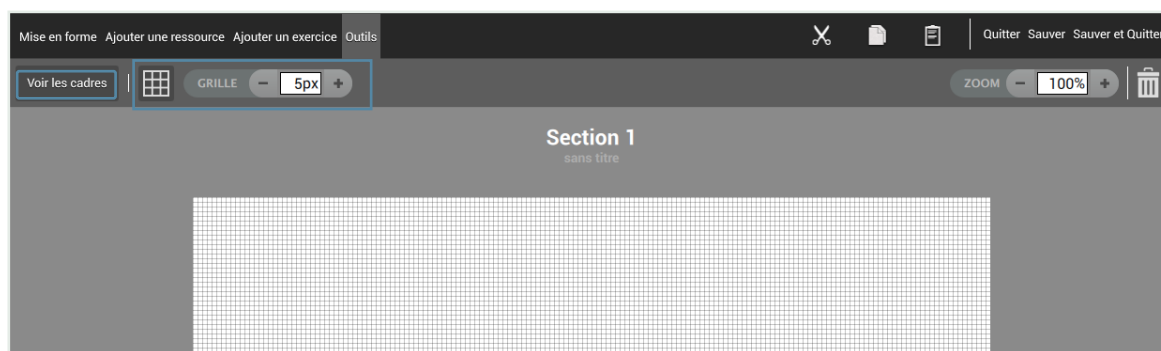 Mise en forme Ajouter une ressource Ajouter un exercice Outils Quitter Sauver Sauver et Quitter
Voir les cadres GRILLE − 5px + ZOOM − 100% +
Section 1
sans titre